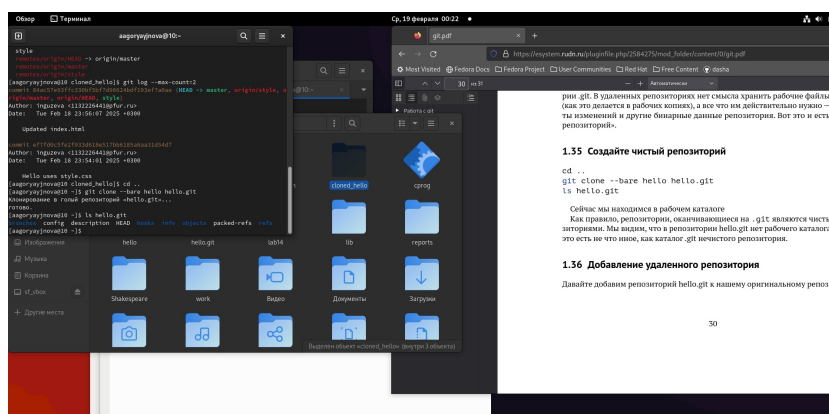 Обзор
Терминал
Ср, 19 февраля 00:22
aagoryayjnova@10:~
style
remotes/origin/HEAD -> origin/master
remotes/origin/master
remotes/origin/style
[aagoryayjnova@10 cloned_hello]$ git log --max-count=2
(HEAD -> master, origin/style, o
rigin/master, origin/HEAD, style)
Author: inguzeva <1132226441@pfur.ru>
Date: Tue Feb 18 23:56:07 2025 +0300
Updated index.html
Author: inguzeva <1132226441@pfur.ru>
Date: Tue Feb 18 23:54:01 2025 +0300
Hello uses style.css
[aagoryayjnova@10 cloned_hello]$ cd ..
[aagoryayjnova@10 ~]$ git clone --bare hello hello.git
Клонирование в голый репозиторий «hello.git»...
готово.
[aagoryayjnova@10 ~]$ ls hello.git
branches config description HEAD hooks info objects packed-refs refs
[aagoryayjnova@10 ~]$
@10:~
Изображения
Музыка
Корзина
sf_vbox
Другие места
cloned_hello
cprog
hello
hello.git
lab14
lib
reports
Shakespeare
work
Видео
Документы
Загрузки
Выделен объект «cloned_hello» (внутри 3 объекта)
git.pdf
https://esystem.rudn.ru/pluginfile.php/2584275/mod_folder/content/0/git.pdf
Most Visited
Fedora Docs
Fedora Project
User Communities
Red Hat
Free Content
dasha
30
из 31
Автоматически
Работа с git
рии .git. В удаленных репозиториях нет смысла хранить рабочие файлы
(как это делается в рабочих копиях), а все что им действительно нужно —
ты изменений и другие бинарные данные репозитория. Вот это и есть
репозиторий».
1.35 Создайте чистый репозиторий
cd ..
git clone --bare hello hello.git
ls hello.git
Сейчас мы находимся в рабочем каталоге
Как правило, репозитории, оканчивающиеся на .git являются чисть
зиториями. Мы видим, что в репозитории hello.git нет рабочего каталога
это есть не что иное, как каталог .git нечистого репозитория.
1.36 Добавление удаленного репозитория
Давайте добавим репозиторий hello.git к нашему оригинальному репоз
30